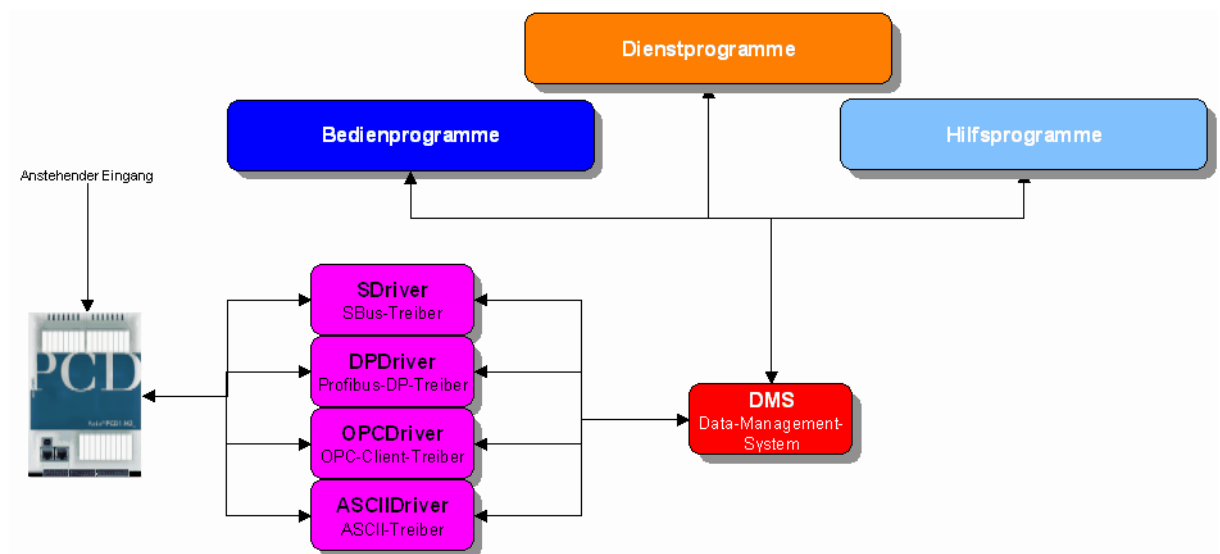 Dienstprogramme
Bedienprogramme
Hilfsprogramme
Anstehender Eingang
SDriver
SBus-Treiber
PCD
DPDriver
Profibus-DP-Treiber
DMS
Data-Management-
System
OPCDriver
OPC-Client-Treiber
ASCIIDriver
ASCII-Treiber